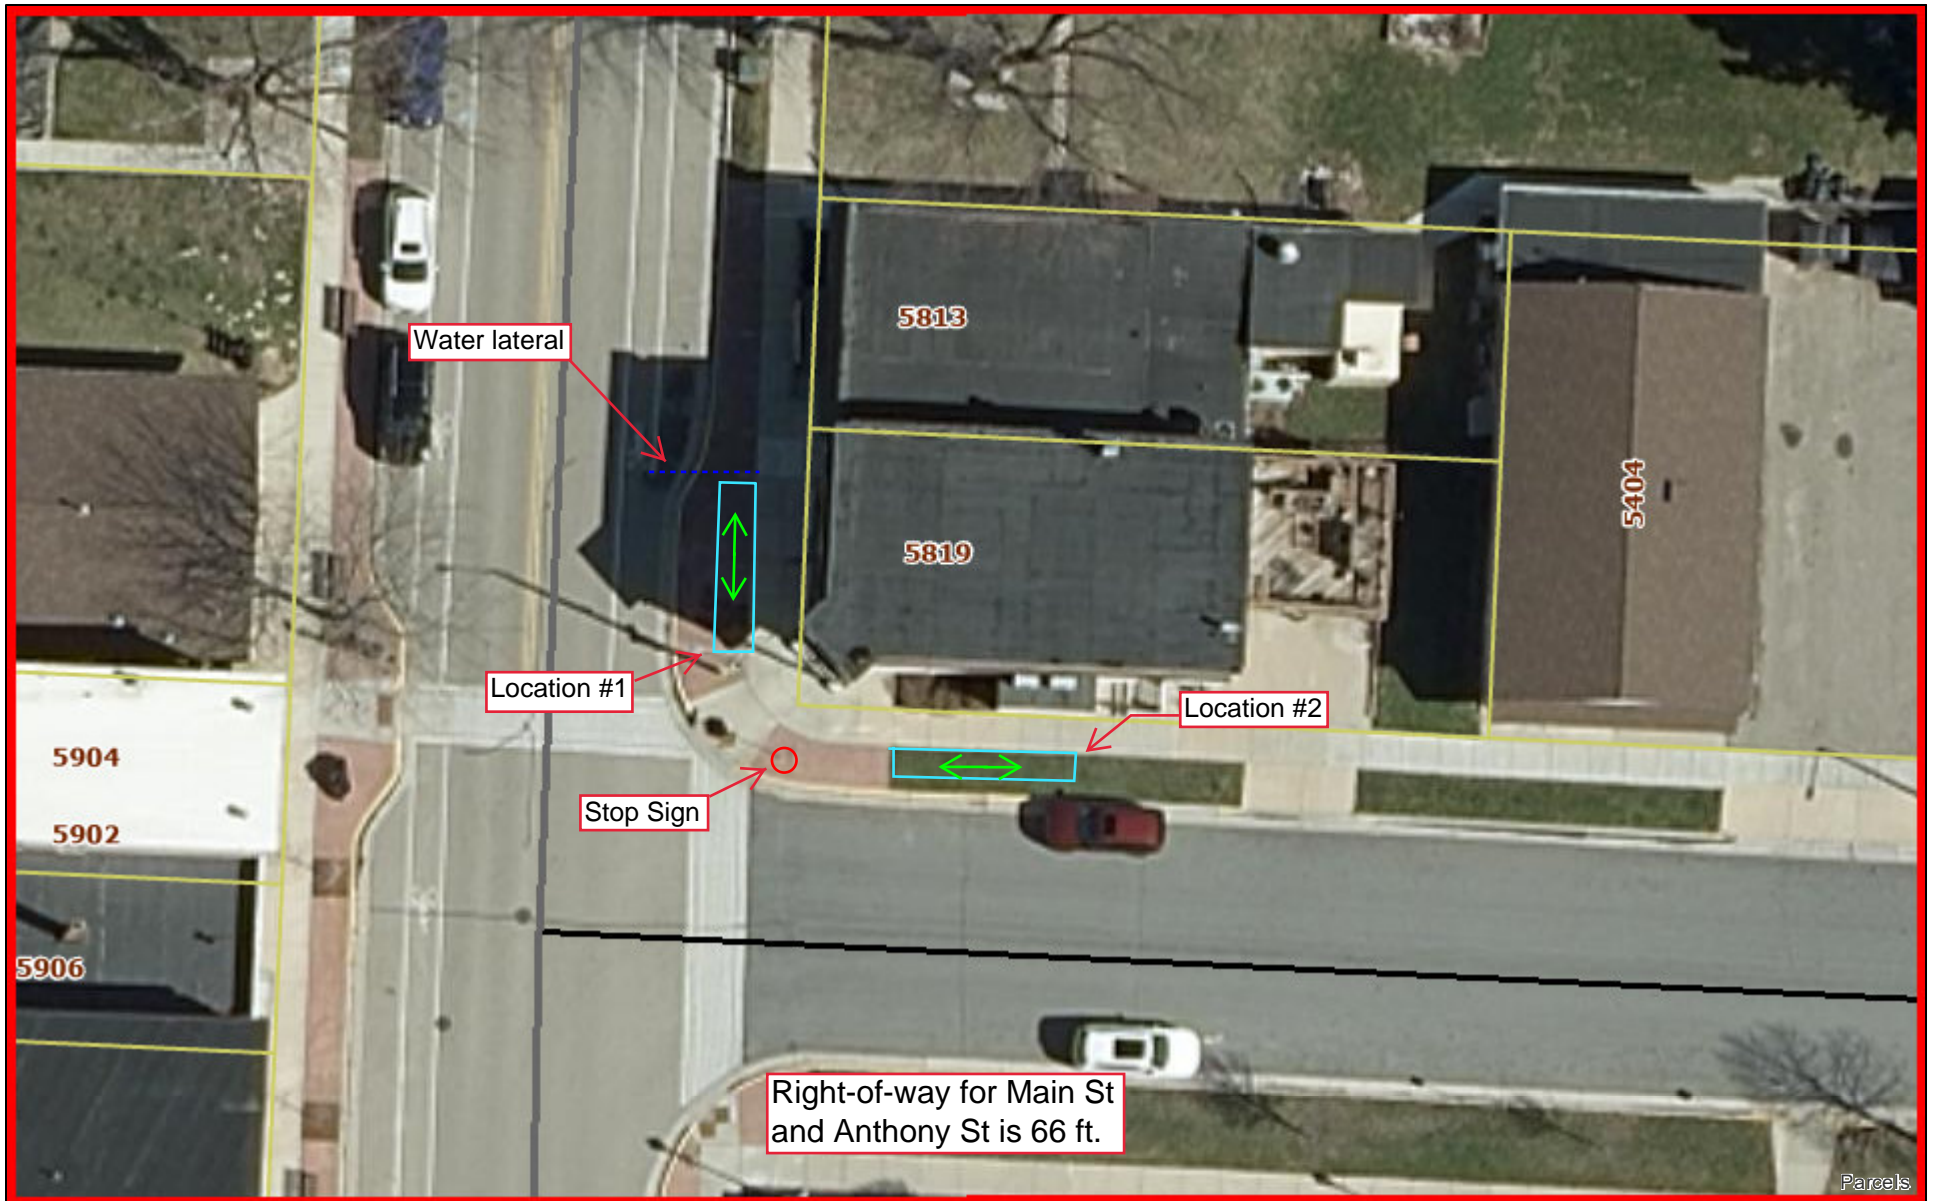 5813
Water lateral
5404
5819
Location #1
Location #2
5904
Stop Sign
5902
5906
Right-of-way for Main St
and Anthony St is 66 ft.
Parcels